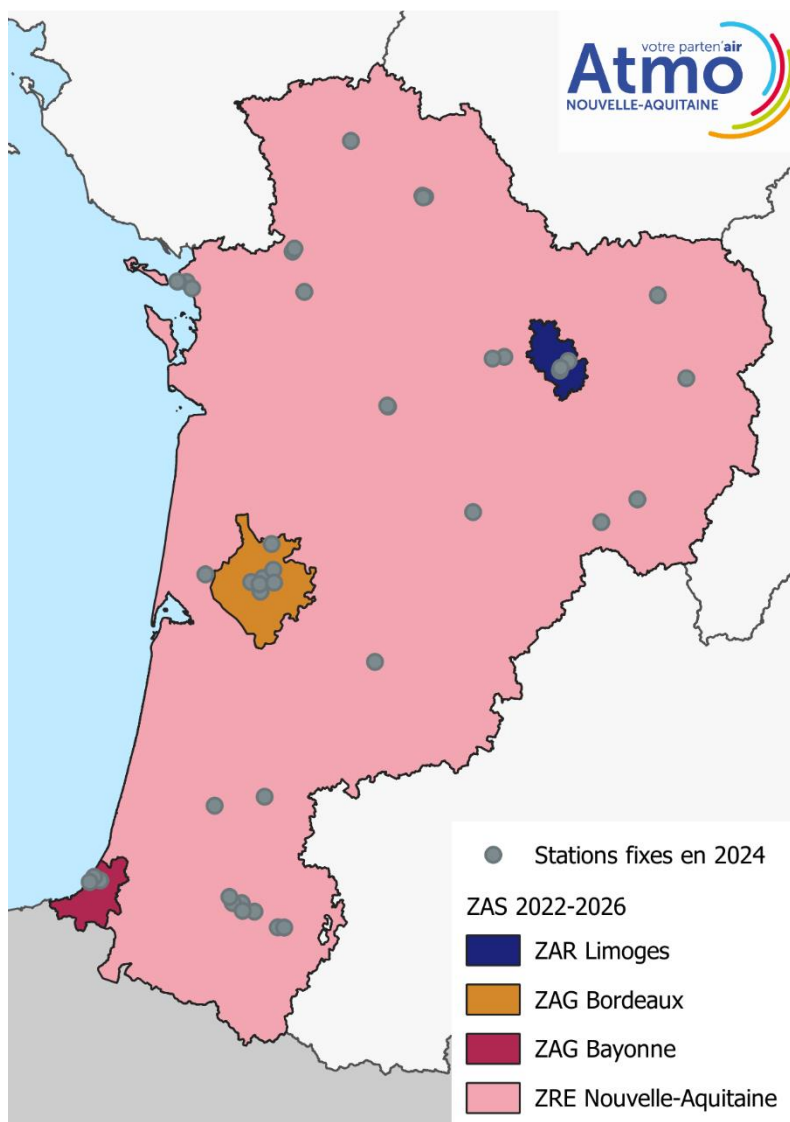 votre parten'air
Atmo
NOUVELLE-AQUITAINE
Stations fixes en 2024
ZAS 2022-2026
ZAR Limoges
ZAG Bordeaux
ZAG Bayonne
ZRE Nouvelle-Aquitaine